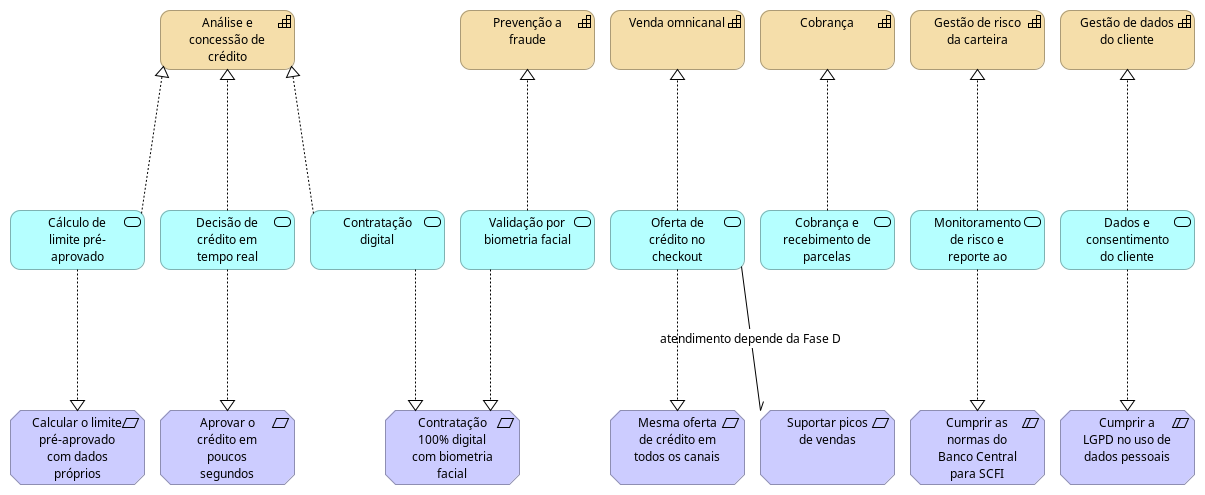 Análise e
concessão de
crédito
Prevenção a
fraude
Venda omnicanal
Cobrança
Gestão de risco
da carteira
Gestão de dados
do cliente
Cálculo de
limite pré-
aprovado
Decisão de
crédito em
tempo real
Contratação
digital
Validação por
biometria facial
Oferta de
crédito no
checkout
Cobrança e
recebimento de
parcelas
Monitoramento
de risco e
reporte ao
Dados e
consentimento
do cliente
atendimento depende da Fase D
Calcular o limite
pré-aprovado
com dados
próprios
Aprovar o
crédito em
poucos
segundos
Contratação
100% digital
com biometria
facial
Mesma oferta
de crédito em
todos os canais
Suportar picos
de vendas
Cumprir as
normas do
Banco Central
para SCFI
Cumprir a
LGPD no uso de
dados pessoais